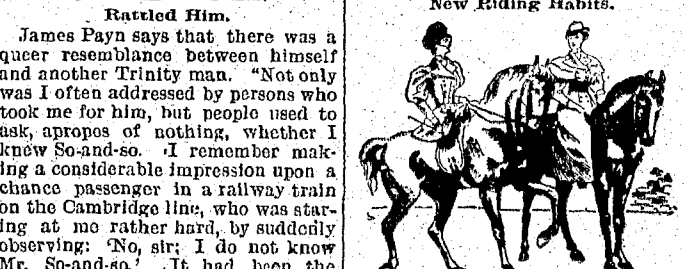 Rattled Him.
James Payn says that there was a
queer resemblance between himself
and another Trinity man. "Not only
was I often addressed by persons who
took me for him, but people used to
ask, apropos of nothing, whether I
knew So-and-so. I remember mak-
ing a considerable impression upon a
chance passenger in a railway train
on the Cambridge line, who was star-
ing at me rather hard, by suddenly
observing: 'No, sir; I do not know
Mr. So-and-so.' It had been the
New Riding Habits.